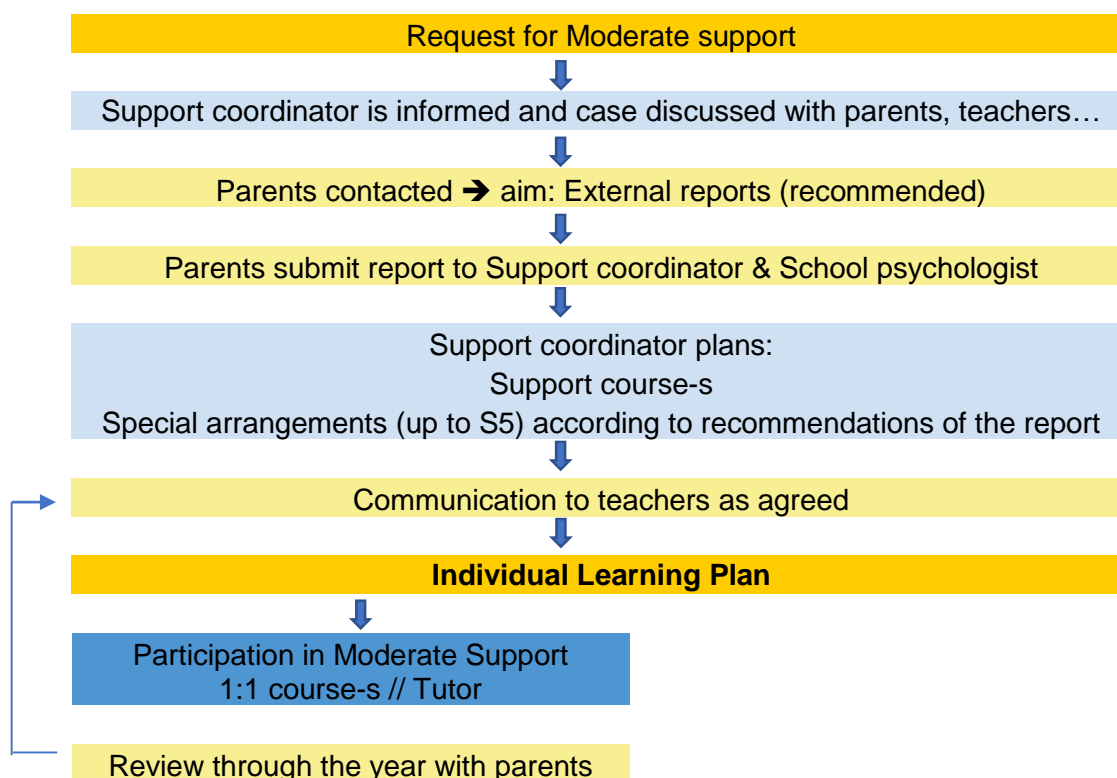 Request for Moderate support
Support coordinator is informed and case discussed with parents, teachers…
Parents contacted ➔ aim: External reports (recommended)
Parents submit report to Support coordinator & School psychologist
Support coordinator plans:
Support course-s
Special arrangements (up to S5) according to recommendations of the report
Communication to teachers as agreed
Individual Learning Plan
Participation in Moderate Support
1:1 course-s // Tutor
Review through the year with parents